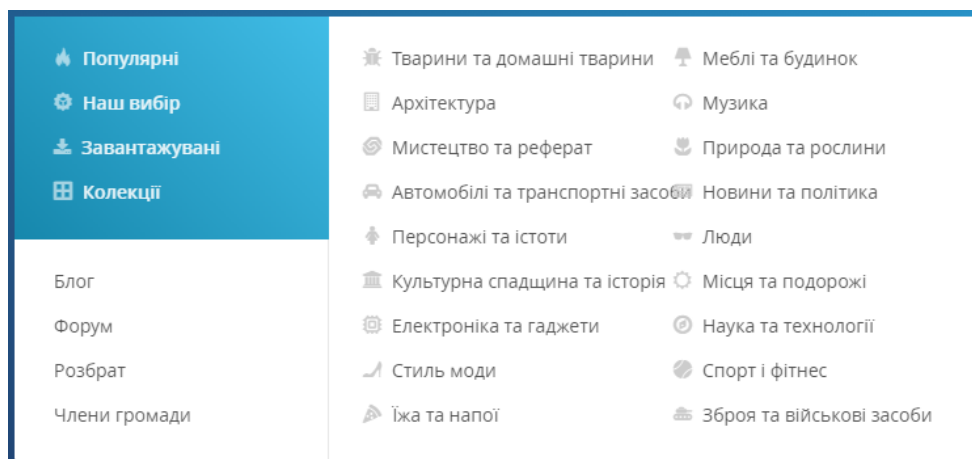 Популярні
Наш вибір
Завантажувані
Колекції
Блог
Форум
Розбрат
Члени громади
Тварини та домашні тварини
Архітектура
Мистецтво та реферат
Автомобілі та транспортні засоби
Персонажі та істоти
Культурна спадщина та історія
Електроніка та гаджети
Стиль моди
Їжа та напої
Меблі та будинок
Музика
Природа та рослини
Новини та політика
Люди
Місця та подорожі
Наука та технології
Спорт і фітнес
Зброя та військові засоби